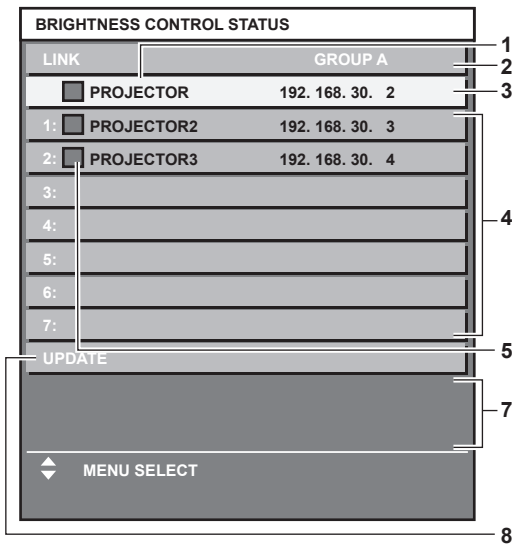 BRIGHTNESS CONTROL STATUS
LINK GROUP A
PROJECTOR 192. 168. 30. 2
1: PROJECTOR2 192. 168. 30. 3
2: PROJECTOR3 192. 168. 30. 4
3:
4:
5:
6:
7:
UPDATE
MENU SELECT
1
2
3
4
5
7
8